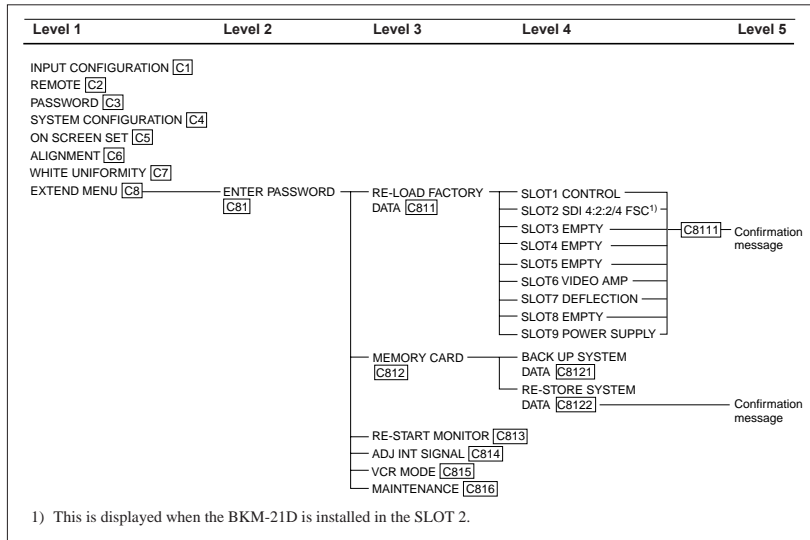 Level 1 Level 2 Level 3 Level 4 Level 5
INPUT CONFIGURATION C1
REMOTE C2
PASSWORD C3
SYSTEM CONFIGURATION C4
ON SCREEN SET C5
ALIGNMENT C6
WHITE UNIFORMITY C7
EXTEND MENU C8
ENTER PASSWORD
C81
RE-LOAD FACTORY
DATA C811
SLOT1 CONTROL
SLOT2 SDI 4:2:2/4 FSC1)
SLOT3 EMPTY
SLOT4 EMPTY
SLOT5 EMPTY
SLOT6 VIDEO AMP
SLOT7 DEFLECTION
SLOT8 EMPTY
SLOT9 POWER SUPPLY
C8111
Confirmation
message
MEMORY CARD
C812
BACK UP SYSTEM
DATA C8121
RE-STORE SYSTEM
DATA C8122
Confirmation
message
RE-START MONITOR C813
ADJ INT SIGNAL C814
VCR MODE C815
MAINTENANCE C816
1) This is displayed when the BKM-21D is installed in the SLOT 2.